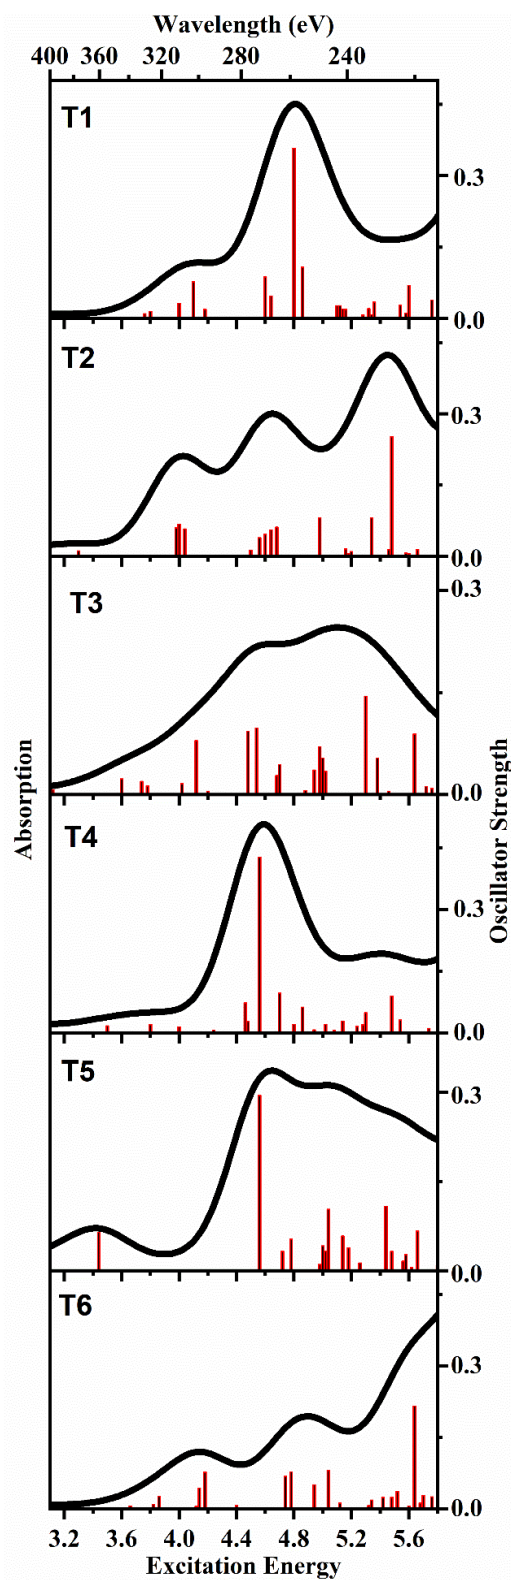 Wavelength (eV)
400 360 320 280 240
T1
0.3
0.0
T2
0.3
0.0
T3
0.3
0.0
Absorption
Oscillator Strength
T4
0.3
0.0
T5
0.3
0.0
T6
0.3
0.0
3.2 3.6 4.0 4.4 4.8 5.2 5.6
Excitation Energy